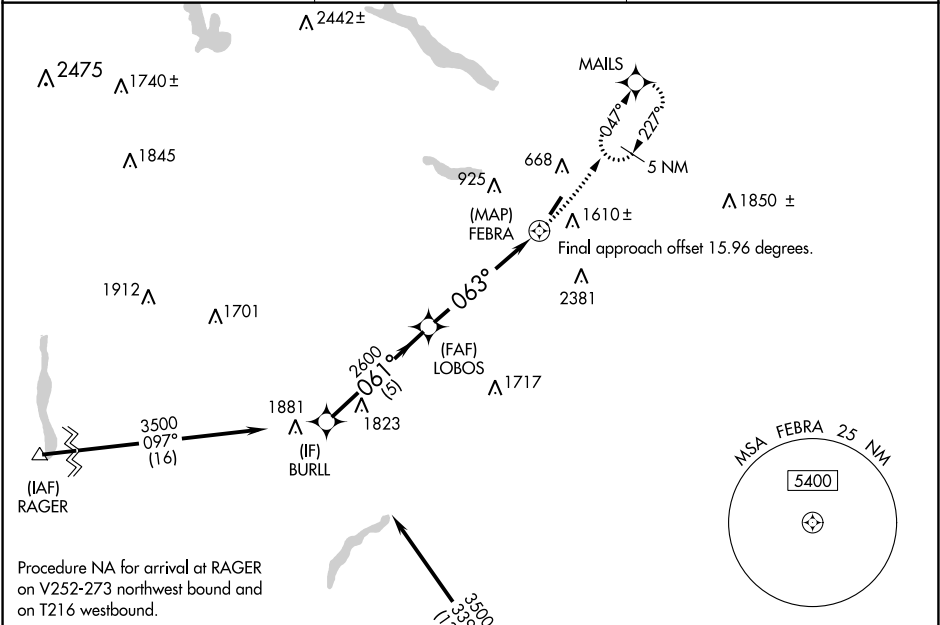 2442±
2475
1740±
MAILS
047°
227°
1845
668
5 NM
925
1850 ±
(MAP)
FEBRA
1610±
Final approach offset 15.96 degrees.
063°
2381
1912
1701
(FAF)
LOBOS
2600
061°
(5)
1717
1881
1823
(IF)
BURLL
3500
097°
(16)
(IAF)
RAGER
MSA FEBRA 25 NM
5400
Procedure NA for arrival at RAGER
on V252-273 northwest bound and
on T216 westbound.
3500